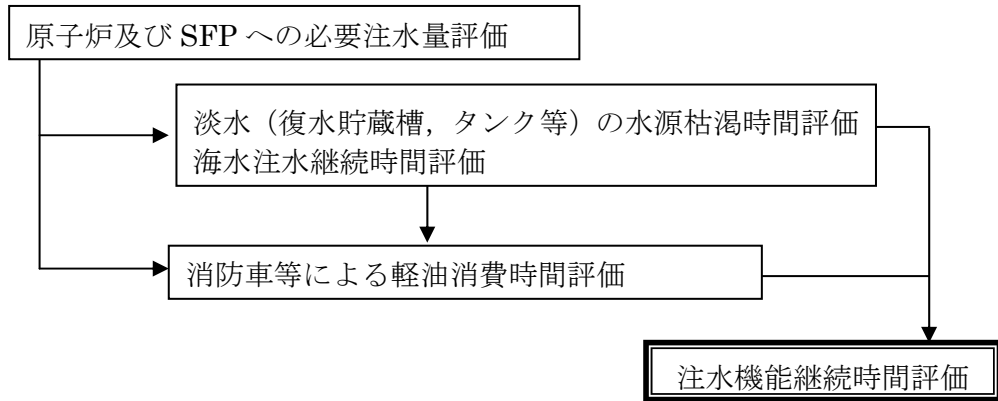 原子炉及び SFP への必要注水量評価
淡水（復水貯蔵槽，タンク等）の水源枯渇時間評価
海水注水継続時間評価
消防車等による軽油消費時間評価
注水機能継続時間評価